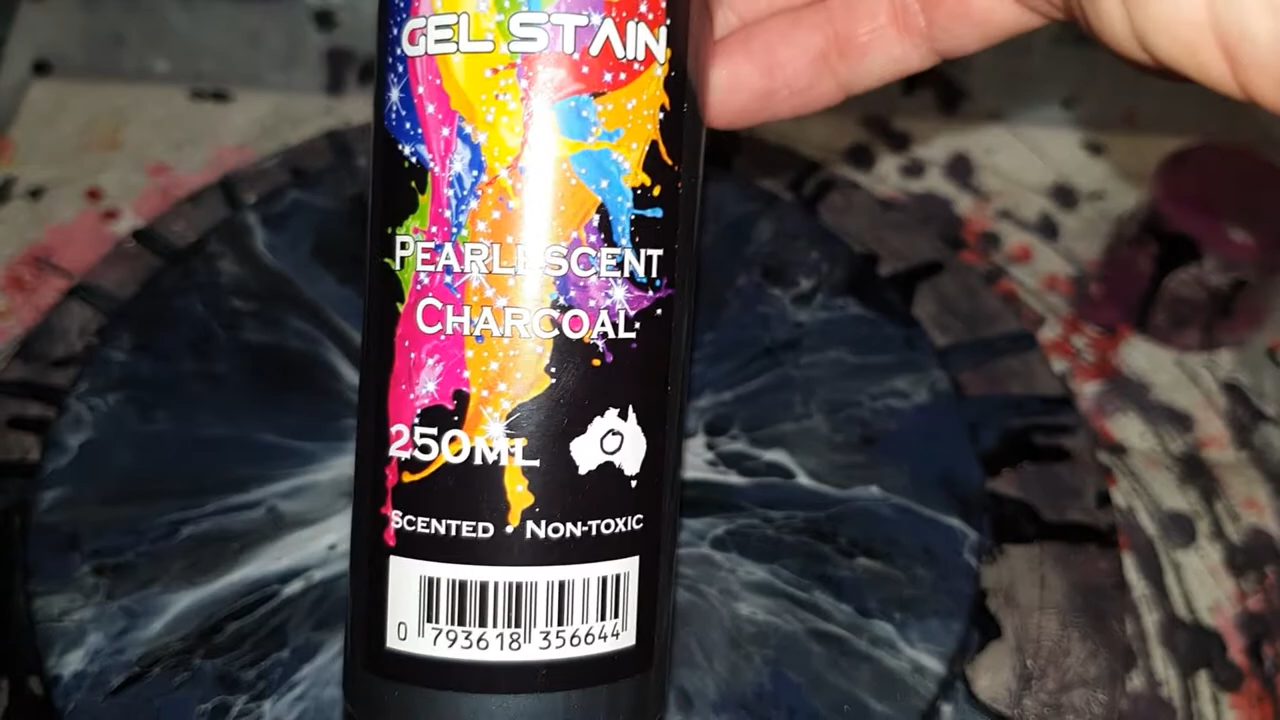 GEL STAIN
PEARLESCENT
CHARCOAL
250ML
SCENTED • NON-TOXIC
0 793618 356644